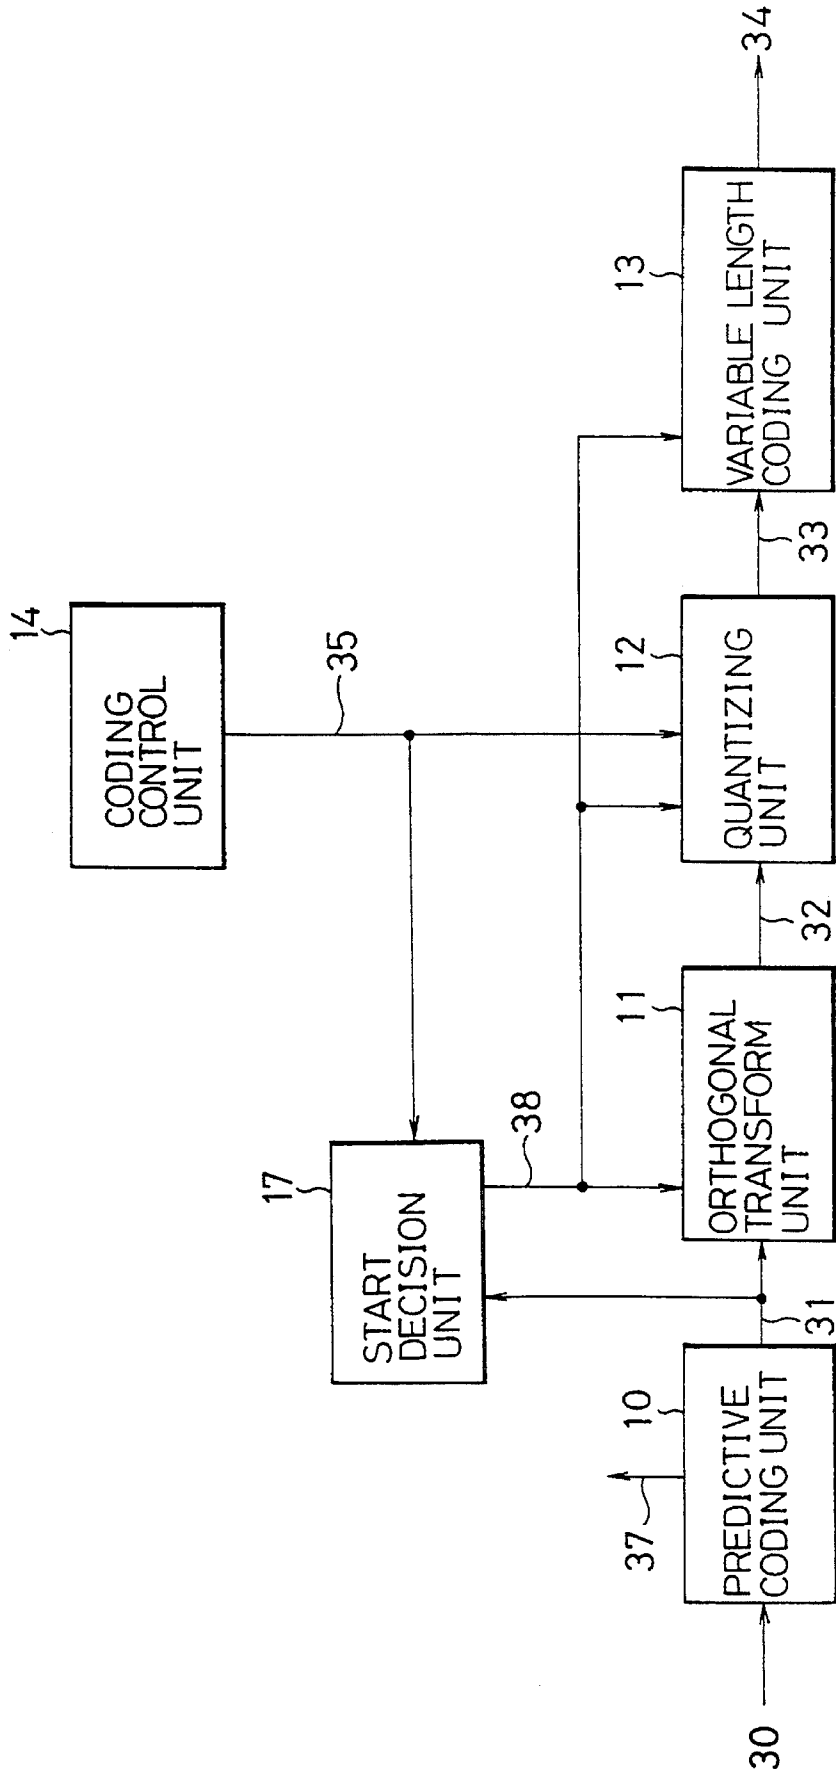 14
CODING
CONTROL
UNIT
35
17
START
DECISION
UNIT
38
30
37
10
PREDICTIVE
CODING UNIT
31
11
ORTHOGONAL
TRANSFORM
UNIT
32
12
QUANTIZING
UNIT
33
13
VARIABLE LENGTH
CODING UNIT
34